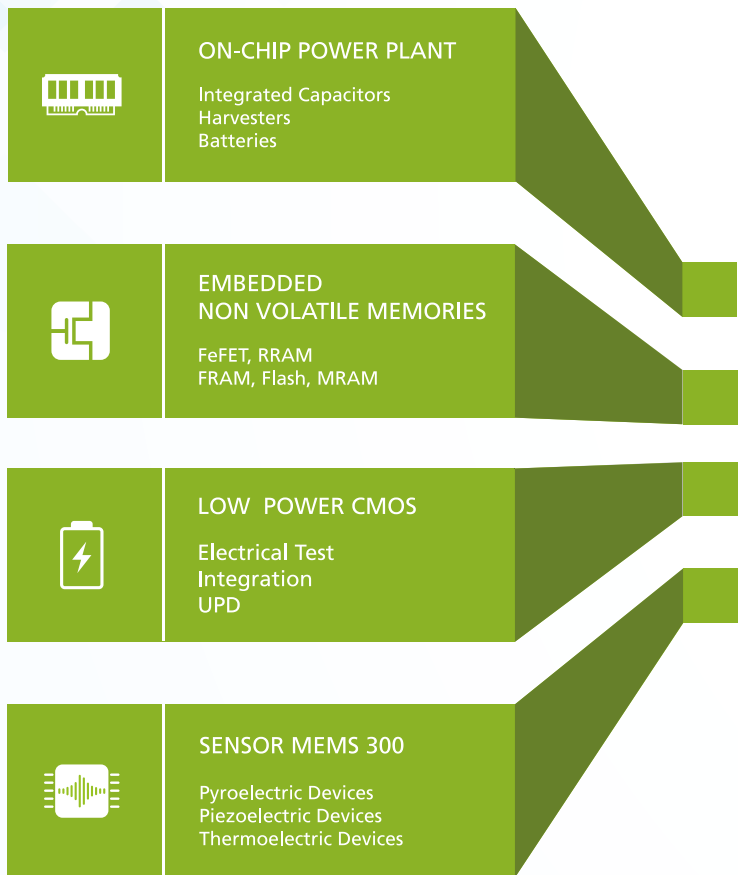 ON-CHIP POWER PLANT
Integrated Capacitors
Harvesters
Batteries
EMBEDDED
NON VOLATILE MEMORIES
FeFET, RRAM
FRAM, Flash, MRAM
LOW POWER CMOS
Electrical Test
Integration
UPD
SENSOR MEMS 300
Pyroelectric Devices
Piezoelectric Devices
Thermoelectric Devices